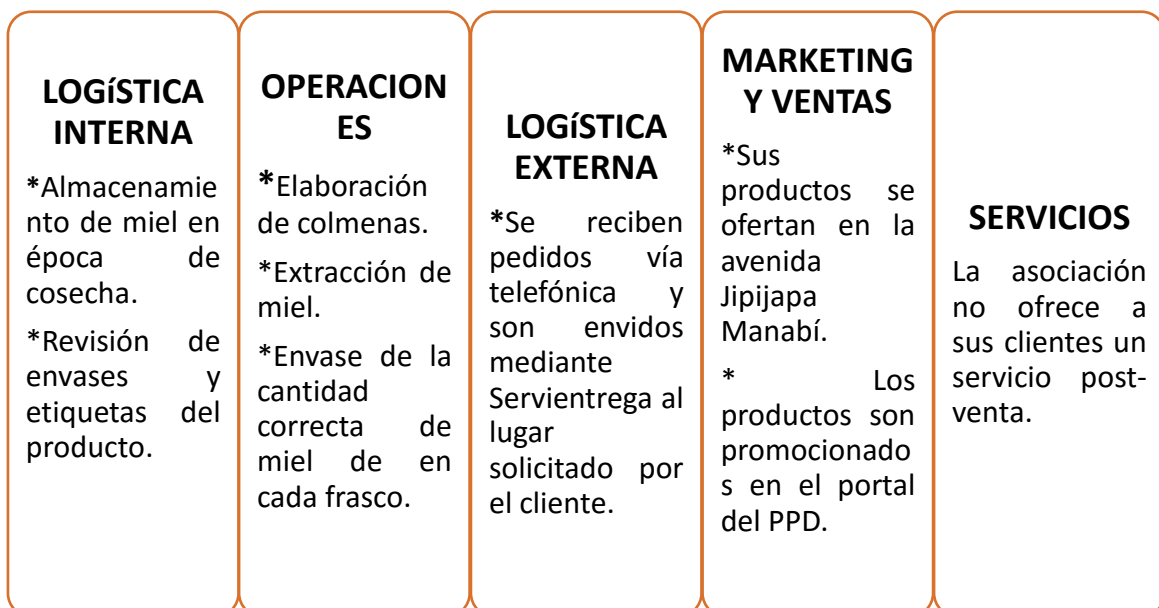 LOGíSTICA
INTERNA
*Almacenamie
nto de miel en
época de
cosecha.
*Revisión de
envases y
etiquetas del
producto.
OPERACION
ES
*Elaboración
de colmenas.
*Extracción de
miel.
*Envase de la
cantidad
correcta de
miel de en
cada frasco.
LOGíSTICA
EXTERNA
*Se reciben
pedidos vía
telefónica y
son envidos
mediante
Servientrega al
lugar
solicitado por
el cliente.
MARKETING
Y VENTAS
*Sus
productos se
ofertan en la
avenida
Jipijapa
Manabí.
* Los
productos son
promocionado
s en el portal
del PPD.
SERVICIOS
La asociación
no ofrece a
sus clientes un
servicio post-
venta.